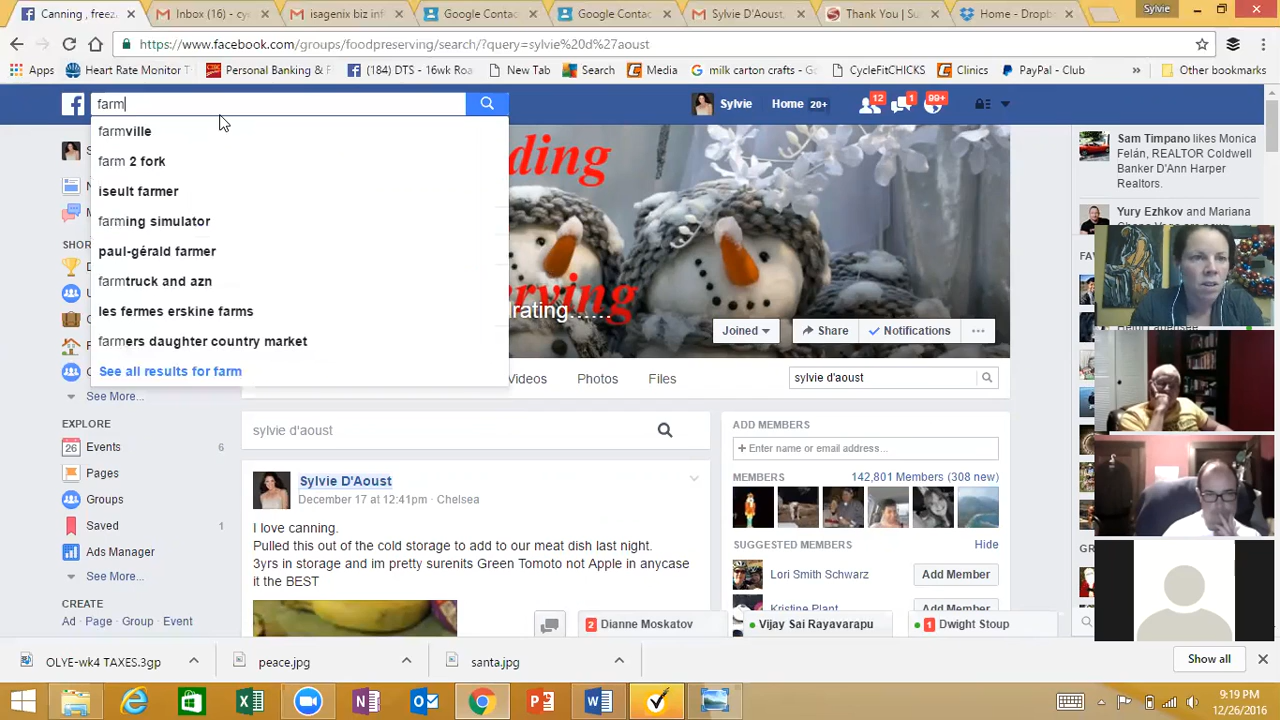 Canning , freez
Inbox (16) - cy
isagenix biz inf
Google Contac
Google Contac
Sylvie D'Aoust,
Thank You | Su
Home - Dropb
Sylvie
https://www.facebook.com/groups/foodpreserving/search/?query=sylvie%20d%27aoust
Apps
Heart Rate Monitor T
Personal Banking & F
(184) DTS - 16wk Roa
New Tab
Search
Media
milk carton crafts - G
CycleFitCHICKS
Clinics
PayPal
Other bookmarks
farm
Sylvie
Home 20+
12
1
99+
farmville
farm 2 fork
iseult farmer
farming simulator
paul-gérald farmer
farmtruck and azn
les fermes erskine farms
farmers daughter country market
See all results for farm
See More...
EXPLORE
26
Events
6
Pages
Groups
Saved
1
Ads Manager
See More...
CREATE
Ad · Page · Group · Event
Joined
Share
Notifications
Videos
Photos
Files
sylvie d'aoust
sylvie d'aoust
Sylvie D'Aoust
December 17 at 12:41pm · Chelsea
I love canning.
Pulled this out of the cold storage to add to our meat dish last night.
3yrs in storage and im pretty surenits Green Tomoto not Apple in anycase
it the BEST
ADD MEMBERS
+ Enter name or email address...
MEMBERS
142,801 Members (308 new)
SUGGESTED MEMBERS
Hide
Lori Smith Schwarz
Add Member
Kristine Plant
Add Member
Sam Timpano likes Monica
Felán, REALTOR Coldwell
Banker D'Ann Harper
Realtors.
Yury Ezhkov and Mariana
2
Dianne Moskatov
Vijay Sai Rayavarapu
1
Dwight Stoup
OLYE-wk4 TAXES.3gp
peace.jpg
santa.jpg
Show all
9:19 PM
12/26/2016